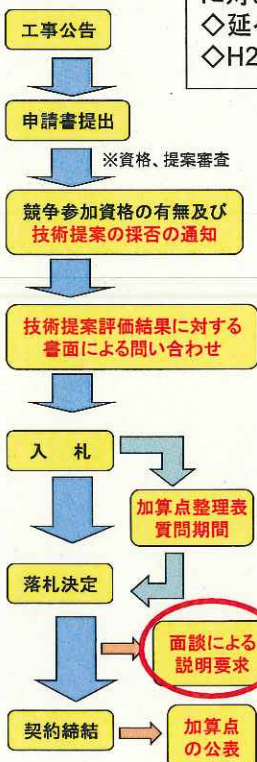 ◇延べ
◇H2
工事公告
申請書提出
※資格、提案審査
競争参加資格の有無及び
技術提案の採否の通知
技術提案評価結果に対する
書面による問い合わせ
入 札
加算点整理表
質問期間
落札決定
面談による
説明要求
契約締結
加算点
の公表